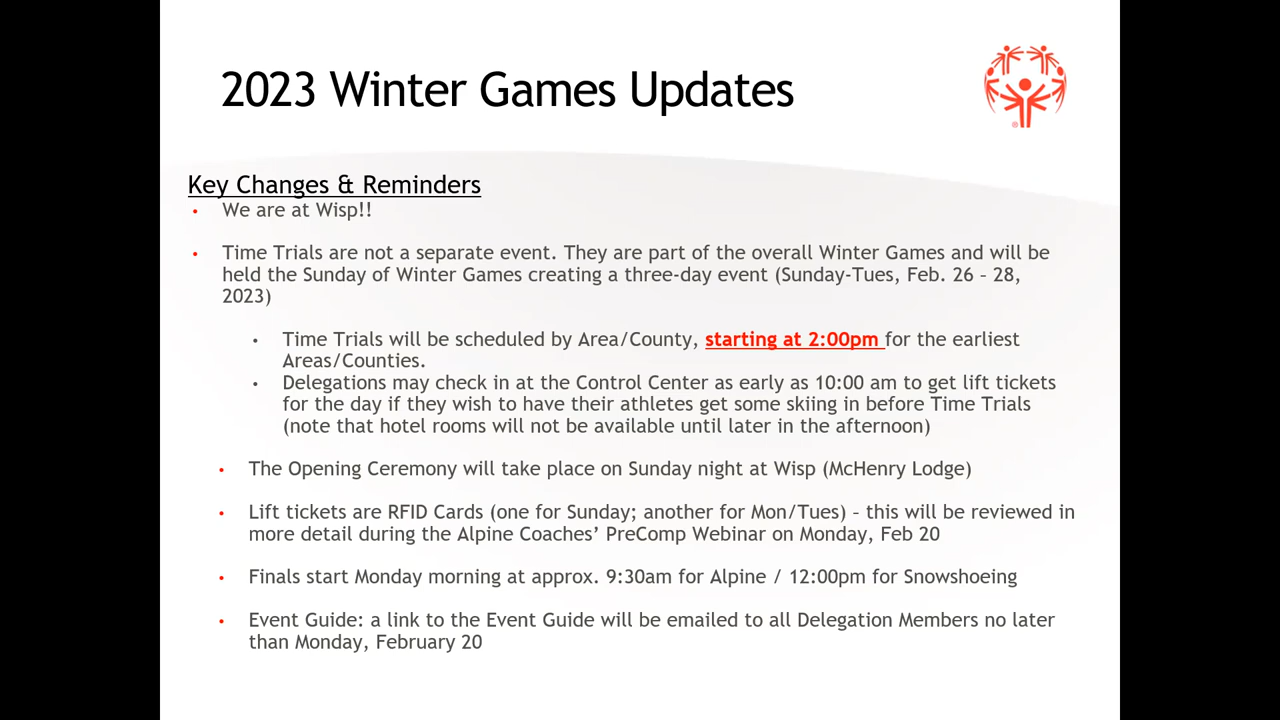 2023 Winter Games Updates
Key Changes & Reminders
• We are at Wisp!!
• Time Trials are not a separate event. They are part of the overall Winter Games and will be
held the Sunday of Winter Games creating a three-day event (Sunday-Tues, Feb. 26 – 28,
2023)
• Time Trials will be scheduled by Area/County, starting at 2:00pm for the earliest
Areas/Counties.
• Delegations may check in at the Control Center as early as 10:00 am to get lift tickets
for the day if they wish to have their athletes get some skiing in before Time Trials
(note that hotel rooms will not be available until later in the afternoon)
• The Opening Ceremony will take place on Sunday night at Wisp (McHenry Lodge)
• Lift tickets are RFID Cards (one for Sunday; another for Mon/Tues) – this will be reviewed in
more detail during the Alpine Coaches’ PreComp Webinar on Monday, Feb 20
• Finals start Monday morning at approx. 9:30am for Alpine / 12:00pm for Snowshoeing
• Event Guide: a link to the Event Guide will be emailed to all Delegation Members no later
than Monday, February 20